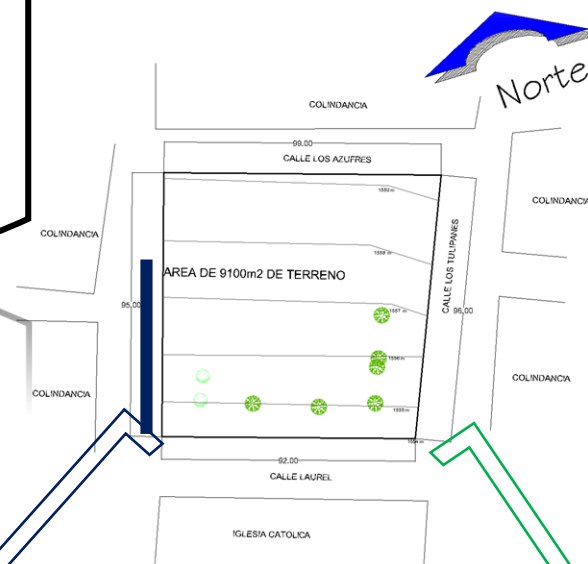 Norte
COLINDANCIA
99.00
CALLE LOS AZUFRES
COLINDANCIA
COLINDANCIA
AREA DE 9100m2 DE TERRENO
CALLE LOS TULIPANES
95.00
96.00
1597 m
COLINDANCIA
COLINDANCIA
92.00
CALLE LAUREL
IGLESIA CATOLICA